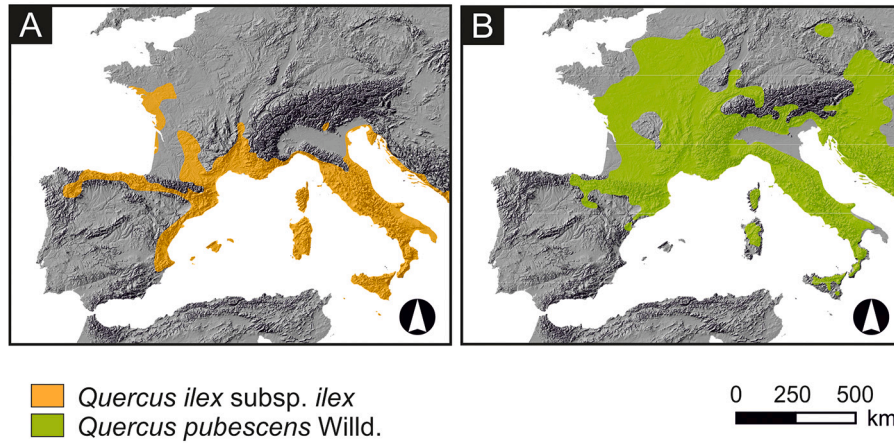 A
B
Quercus ilex subsp. ilex
Quercus pubescens Willd.
0 250 500
km